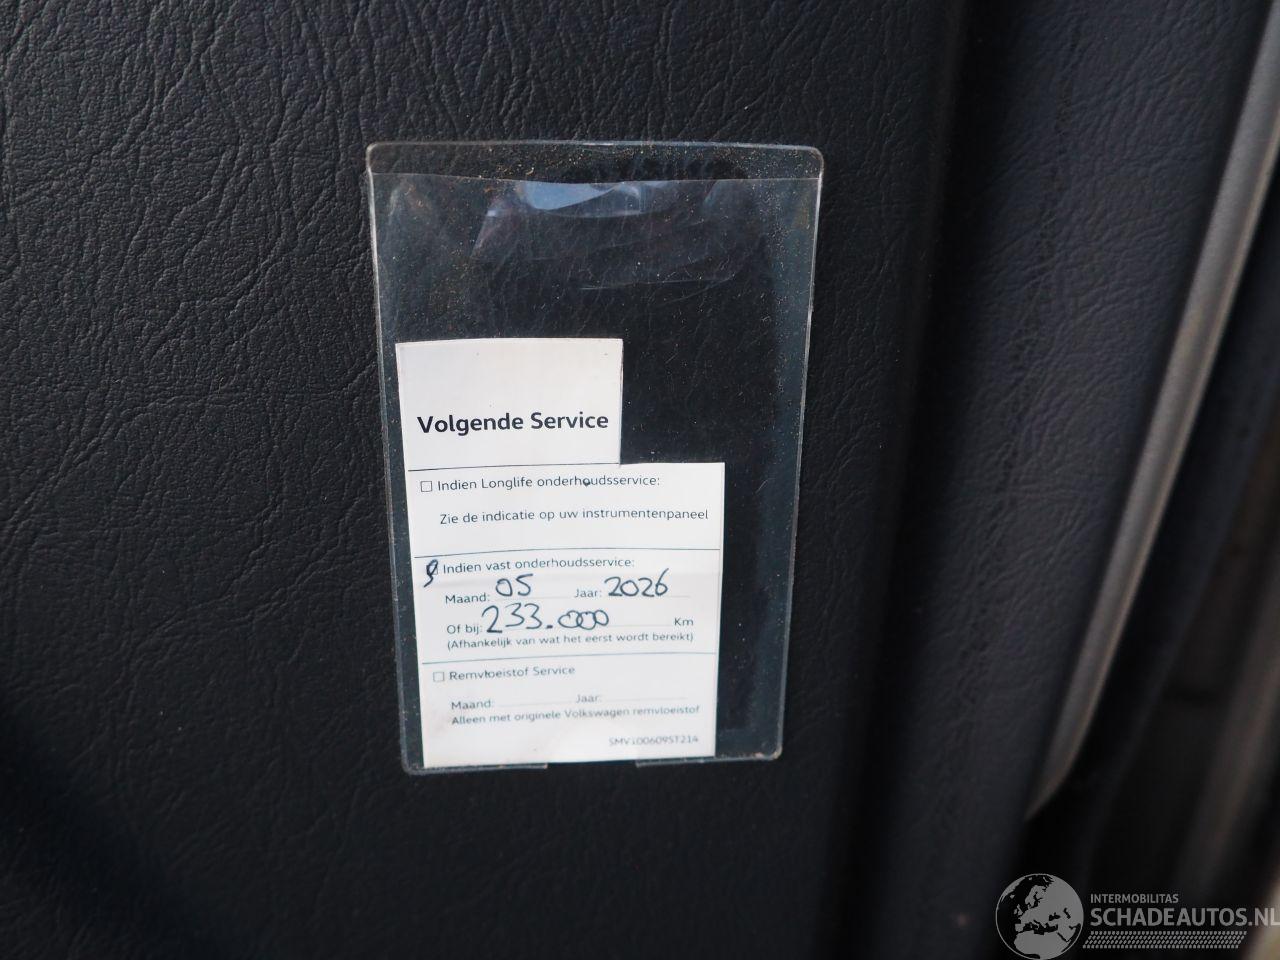 Volgende Service
☐ Indien Longlife onderhoudsservice:
Zie de indicatie op uw instrumentenpaneel
Indien vast onderhoudsservice:
Maand: 05 Jaar: 2026
Of bij: 233.000 Km
(Afhankelijk van wat het eerst wordt bereikt)
☐ Remvloeistof Service
Maand: Jaar:
Alleen met originele Volkswagen remvloeistof
SMV100609ST214
INTERMOBILITAS
SCHADEAUTOS.NL